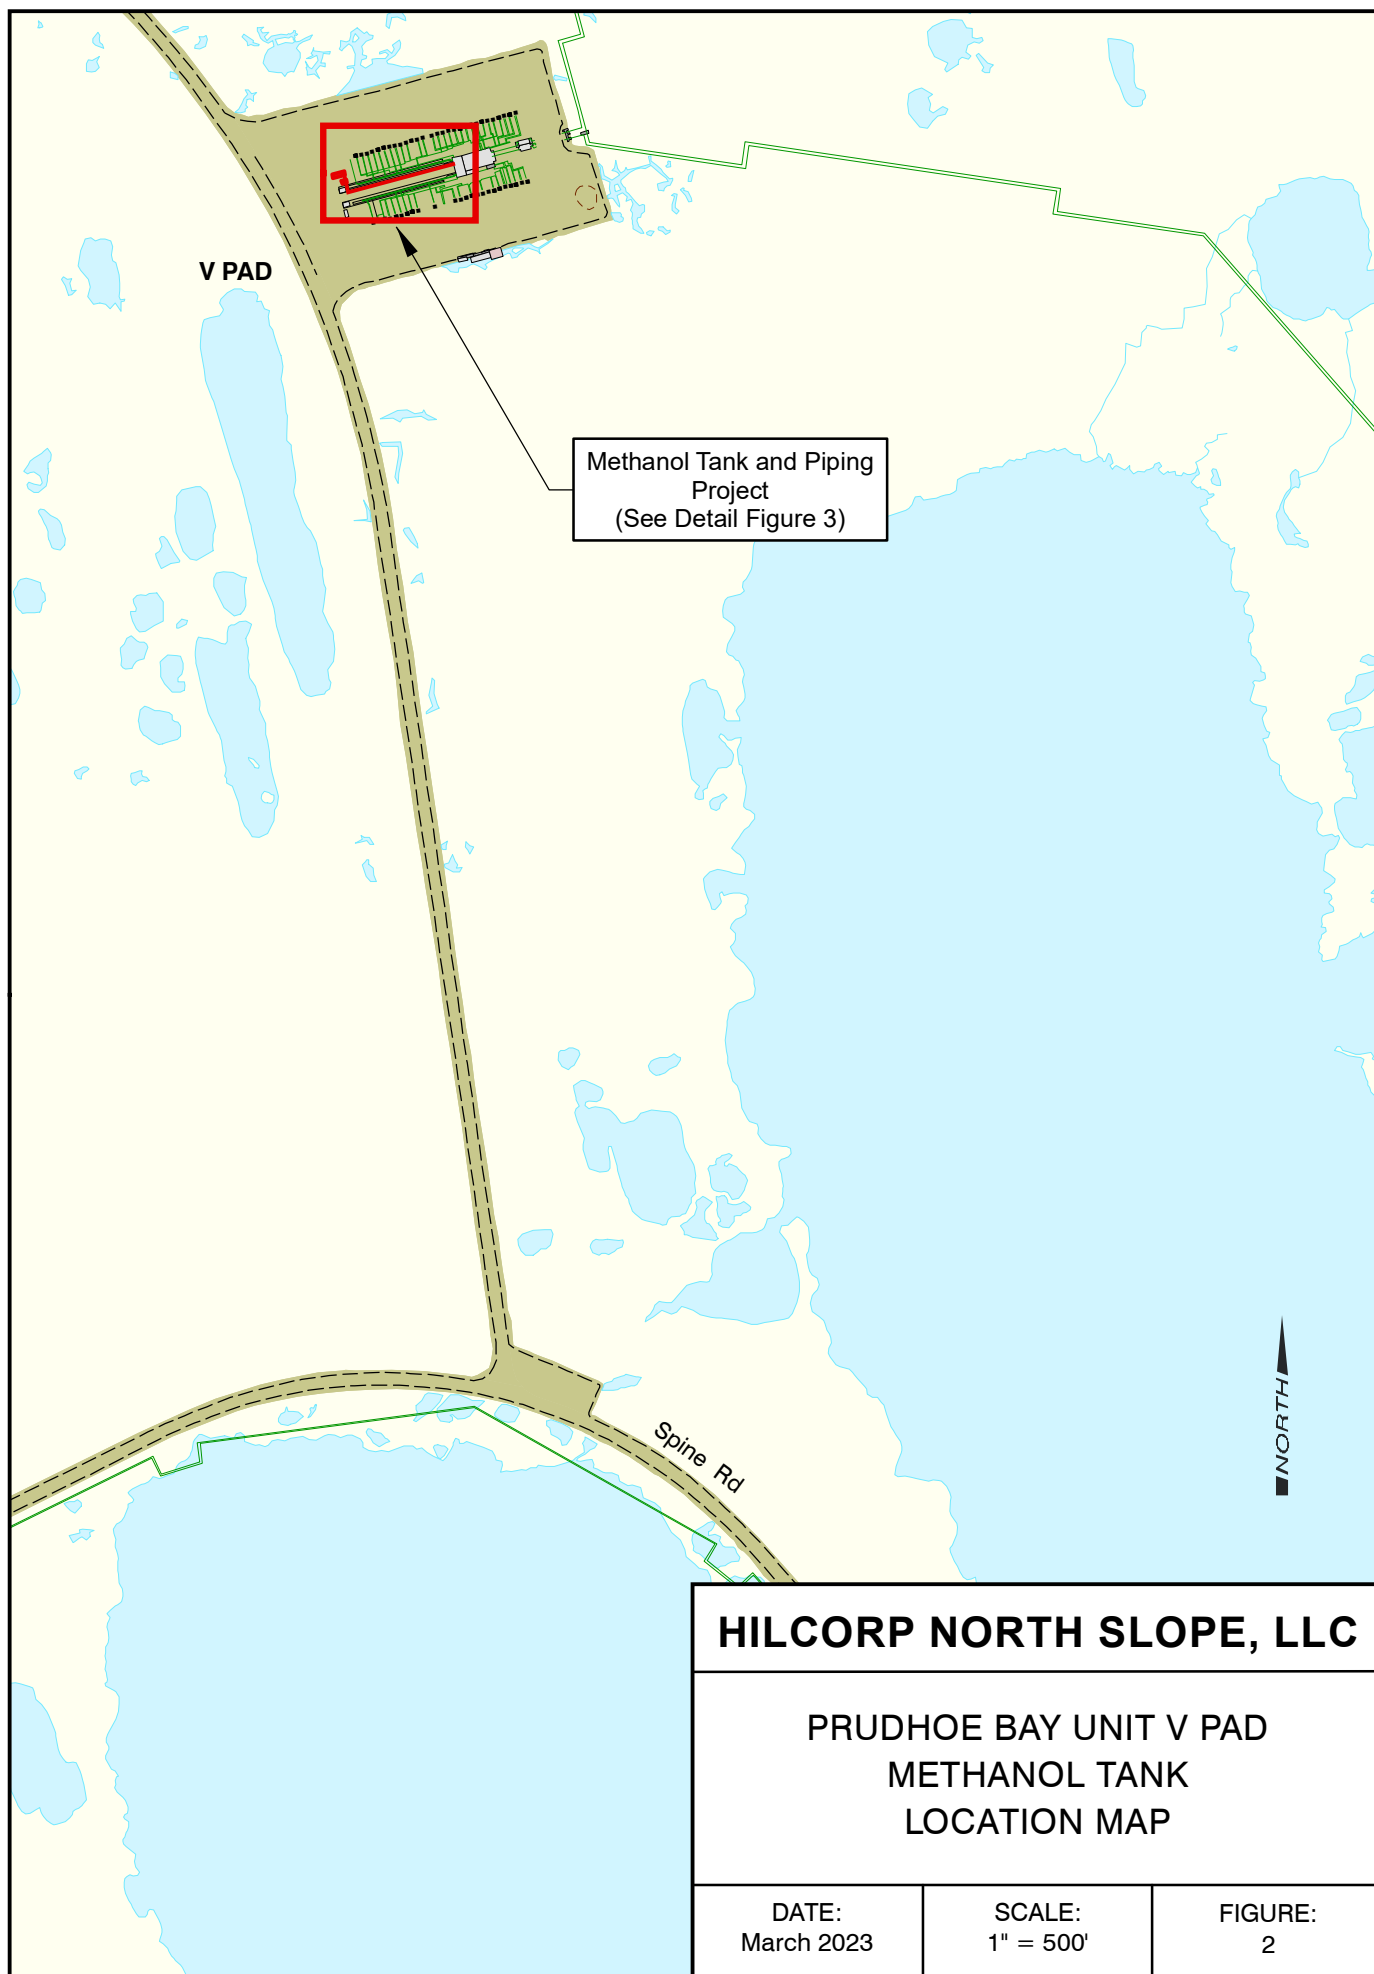 V PAD
Methanol Tank and Piping
Project
(See Detail Figure 3)
Spine Rd
NORTH
HILCORP NORTH SLOPE, LLC
PRUDHOE BAY UNIT V PAD
METHANOL TANK
LOCATION MAP
DATE:
March 2023
SCALE:
1" = 500'
FIGURE:
2